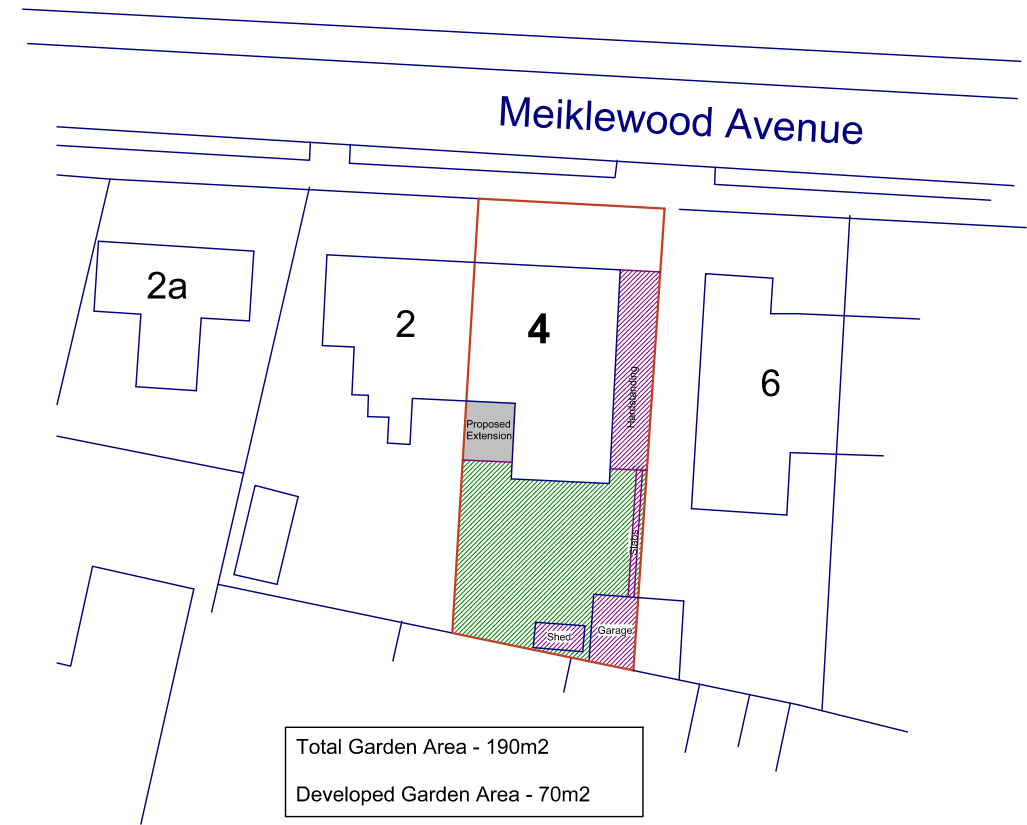 Meiklewood Avenue
2a
2
4
6
Hardstanding
Proposed
Extension
Slabs
Shed
Garage
Total Garden Area - 190m2
Developed Garden Area - 70m2